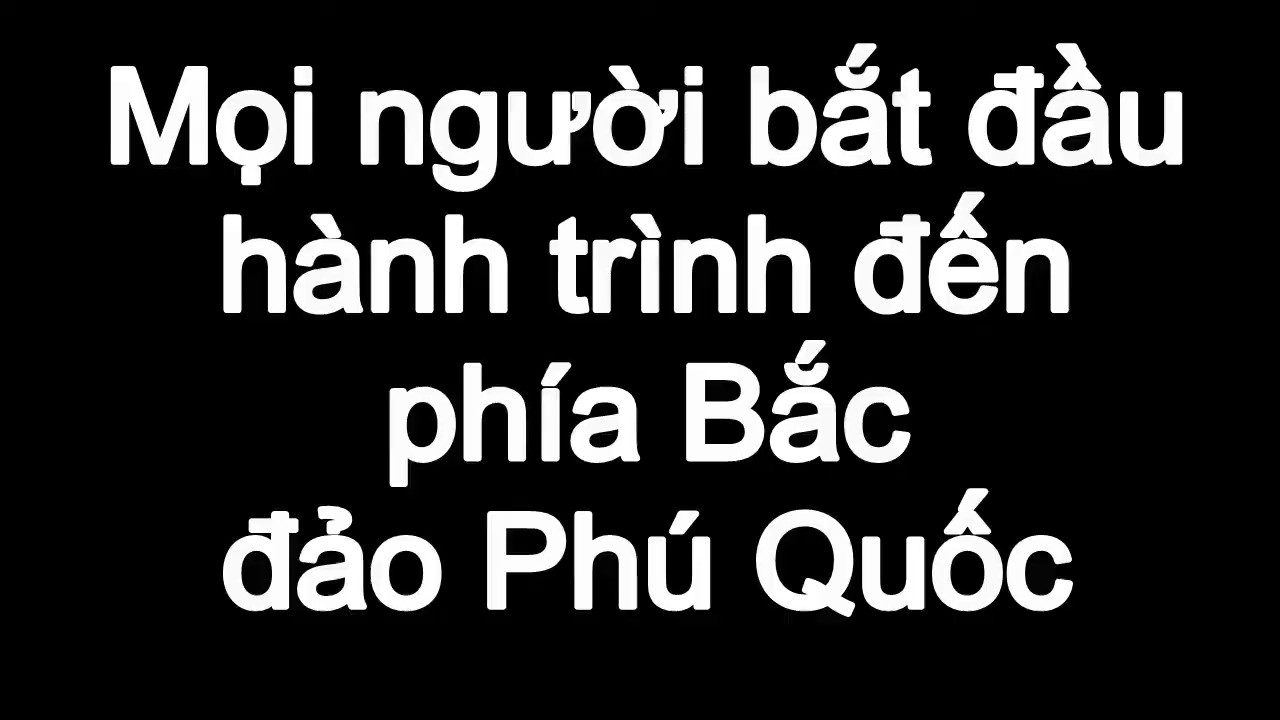 Mọi người bắt đầu
hành trình đến
phía Bắc
đảo Phú Quốc